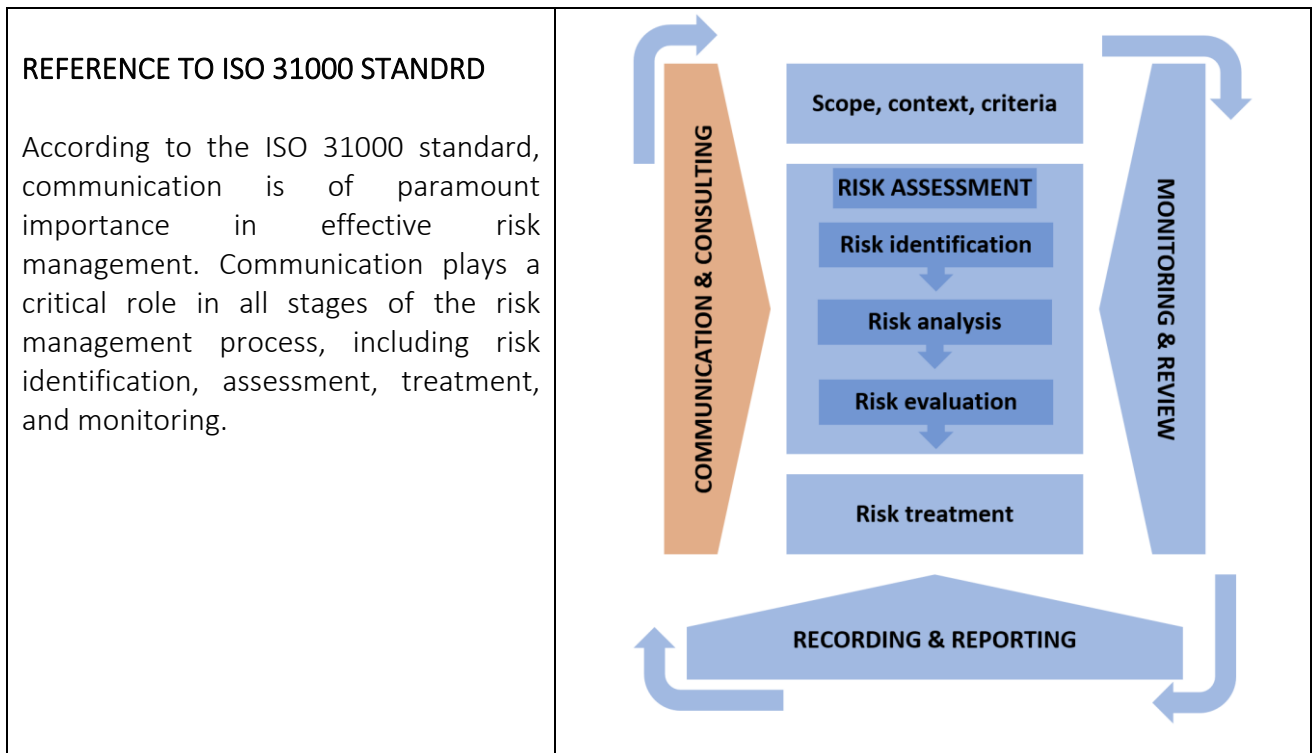 REFERENCE TO ISO 31000 STANDRD
According to the ISO 31000 standard,
communication is of paramount
importance in effective risk
management. Communication plays a
critical role in all stages of the risk
management process, including risk
identification, assessment, treatment,
and monitoring.
COMMUNICATION & CONSULTING
Scope, context, criteria
RISK ASSESSMENT
Risk identification
Risk analysis
Risk evaluation
Risk treatment
MONITORING & REVIEW
RECORDING & REPORTING